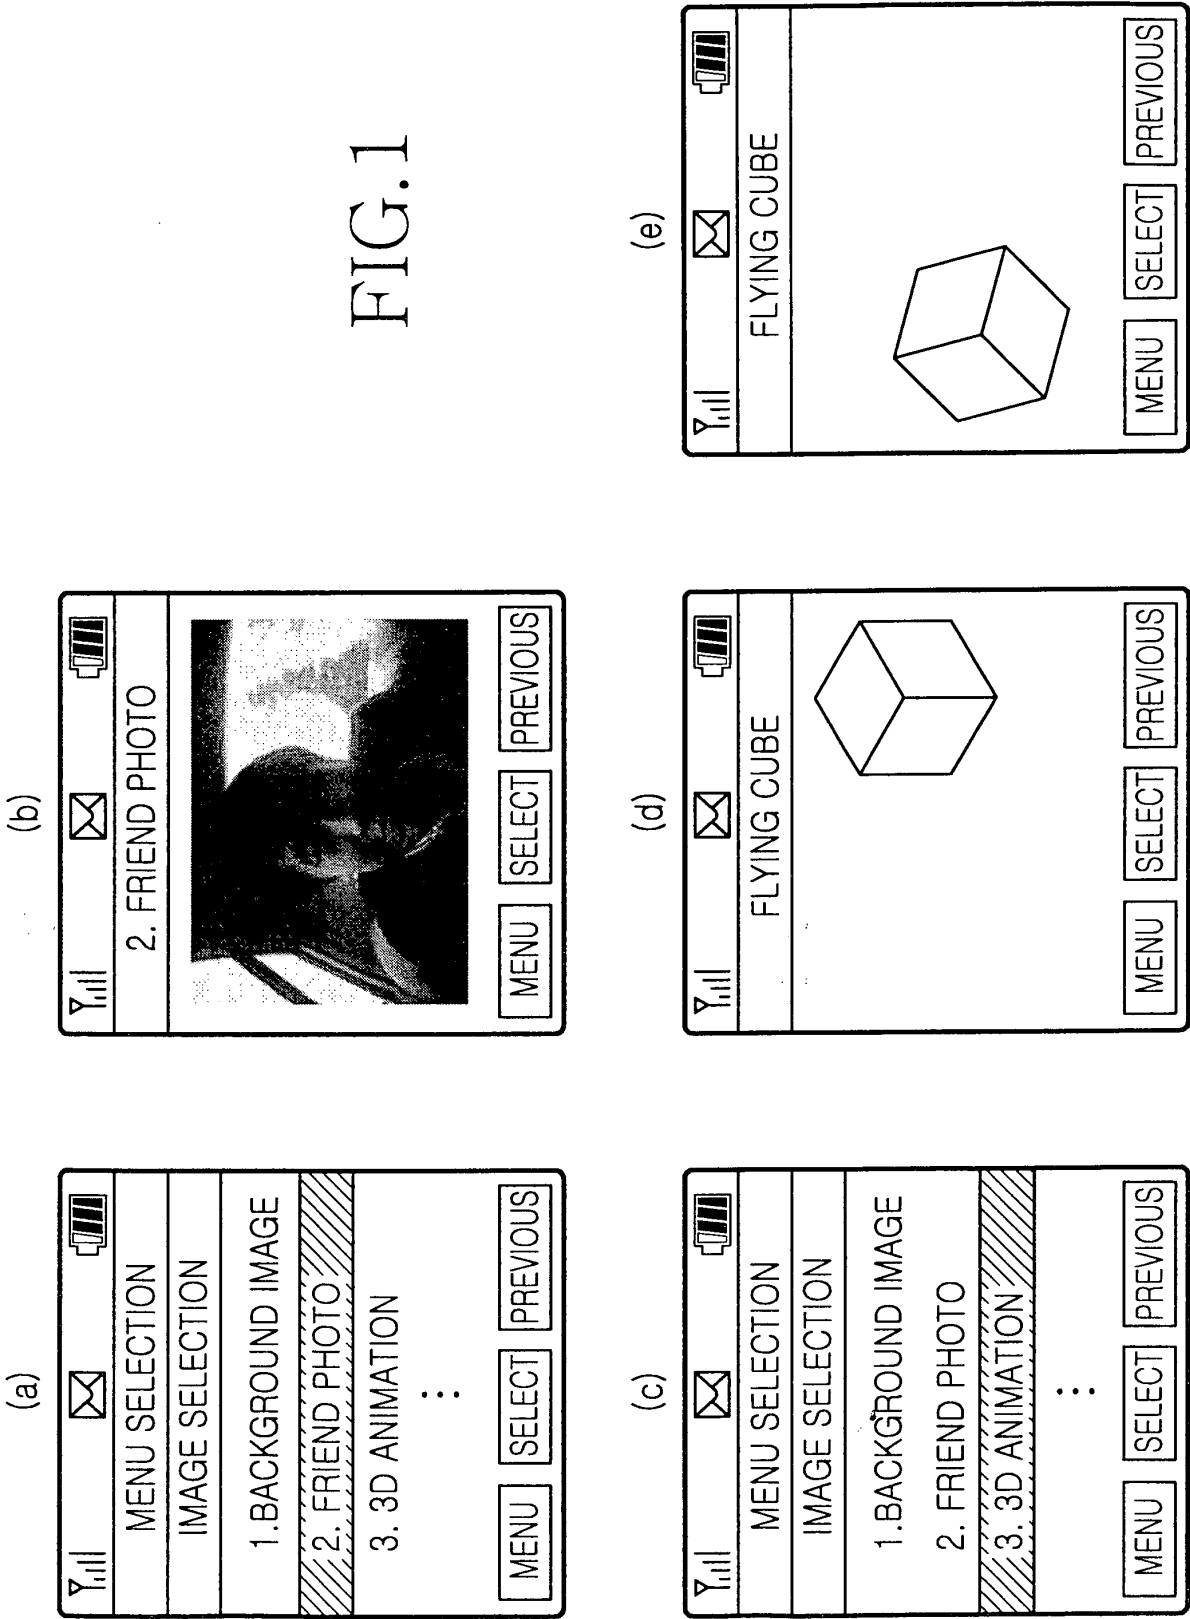 FIG.1
(a)
MENU SELECTION
IMAGE SELECTION
1.BACKGROUND IMAGE
2. FRIEND PHOTO
3. 3D ANIMATION
⋮
MENU SELECT PREVIOUS
(b)
2. FRIEND PHOTO
MENU SELECT PREVIOUS
(c)
MENU SELECTION
IMAGE SELECTION
1.BACKGROUND IMAGE
2. FRIEND PHOTO
3. 3D ANIMATION
⋮
MENU SELECT PREVIOUS
(d)
FLYING CUBE
MENU SELECT PREVIOUS
(e)
FLYING CUBE
MENU SELECT PREVIOUS